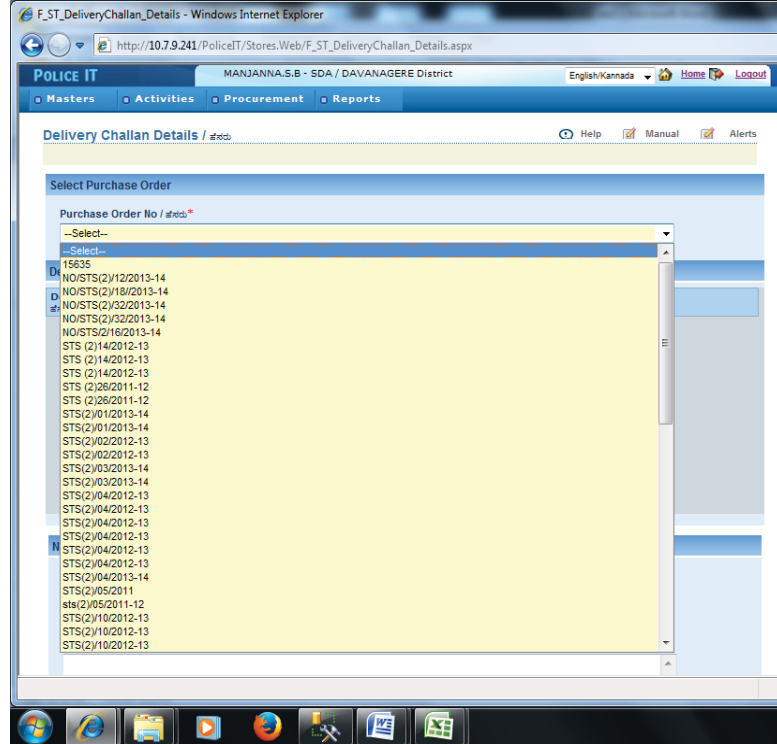 F_ST_DeliveryChallan_Details - Windows Internet Explorer
http://10.7.9.241/PoliceIT/Stores.Web/F_ST_DeliveryChallan_Details.aspx
POLICE IT MANJANNA.S.B - SDA / DAVANAGERE District English/Kannada Home Logout
Masters Activities Procurement Reports
Delivery Challan Details / ಹೆಸರು Help Manual Alerts
Select Purchase Order
Purchase Order No / ಹೆಸರು*
--Select--
--Select--
15635
NO/STS(2)/12/2013-14
NO/STS(2)/18//2013-14
NO/STS(2)/32/2013-14
NO/STS(2)/32/2013-14
NO/STS/2/16/2013-14
STS (2)14/2012-13
STS (2)14/2012-13
STS (2)14/2012-13
STS (2)26/2011-12
STS (2)26/2011-12
STS(2)/01/2013-14
STS(2)/01/2013-14
STS(2)/02/2012-13
STS(2)/02/2012-13
STS(2)/03/2013-14
STS(2)/03/2013-14
STS(2)/04/2012-13
STS(2)/04/2012-13
STS(2)/04/2012-13
STS(2)/04/2012-13
STS(2)/04/2012-13
STS(2)/04/2012-13
STS(2)/04/2013-14
STS(2)/05/2011
sts(2)/05/2011-12
STS(2)/10/2012-13
STS(2)/10/2012-13
STS(2)/10/2012-13